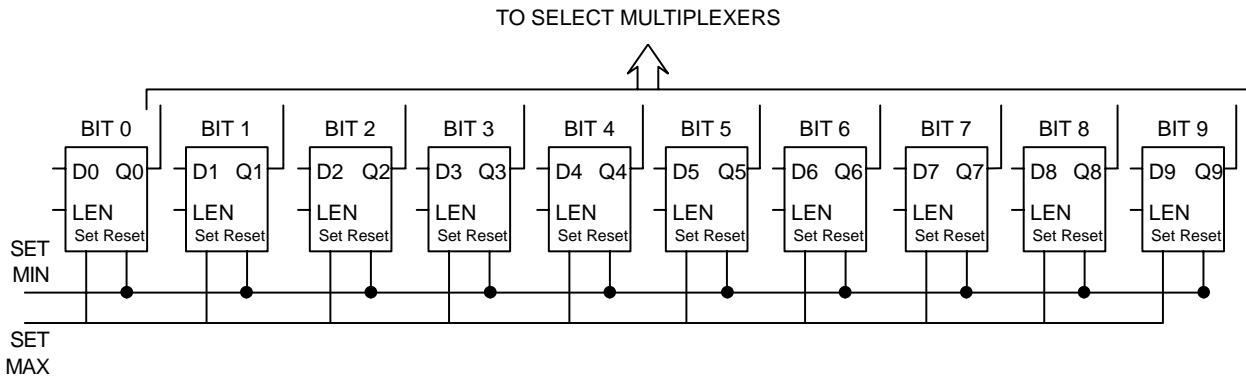 TO SELECT MULTIPLEXERS
BIT 0 BIT 1 BIT 2 BIT 3 BIT 4 BIT 5 BIT 6 BIT 7 BIT 8 BIT 9
D0 Q0 D1 Q1 D2 Q2 D3 Q3 D4 Q4 D5 Q5 D6 Q6 D7 Q7 D8 Q8 D9 Q9
LEN LEN LEN LEN LEN LEN LEN LEN LEN LEN
Set Reset Set Reset Set Reset Set Reset Set Reset Set Reset Set Reset Set Reset Set Reset Set Reset
SET
MIN
SET
MAX